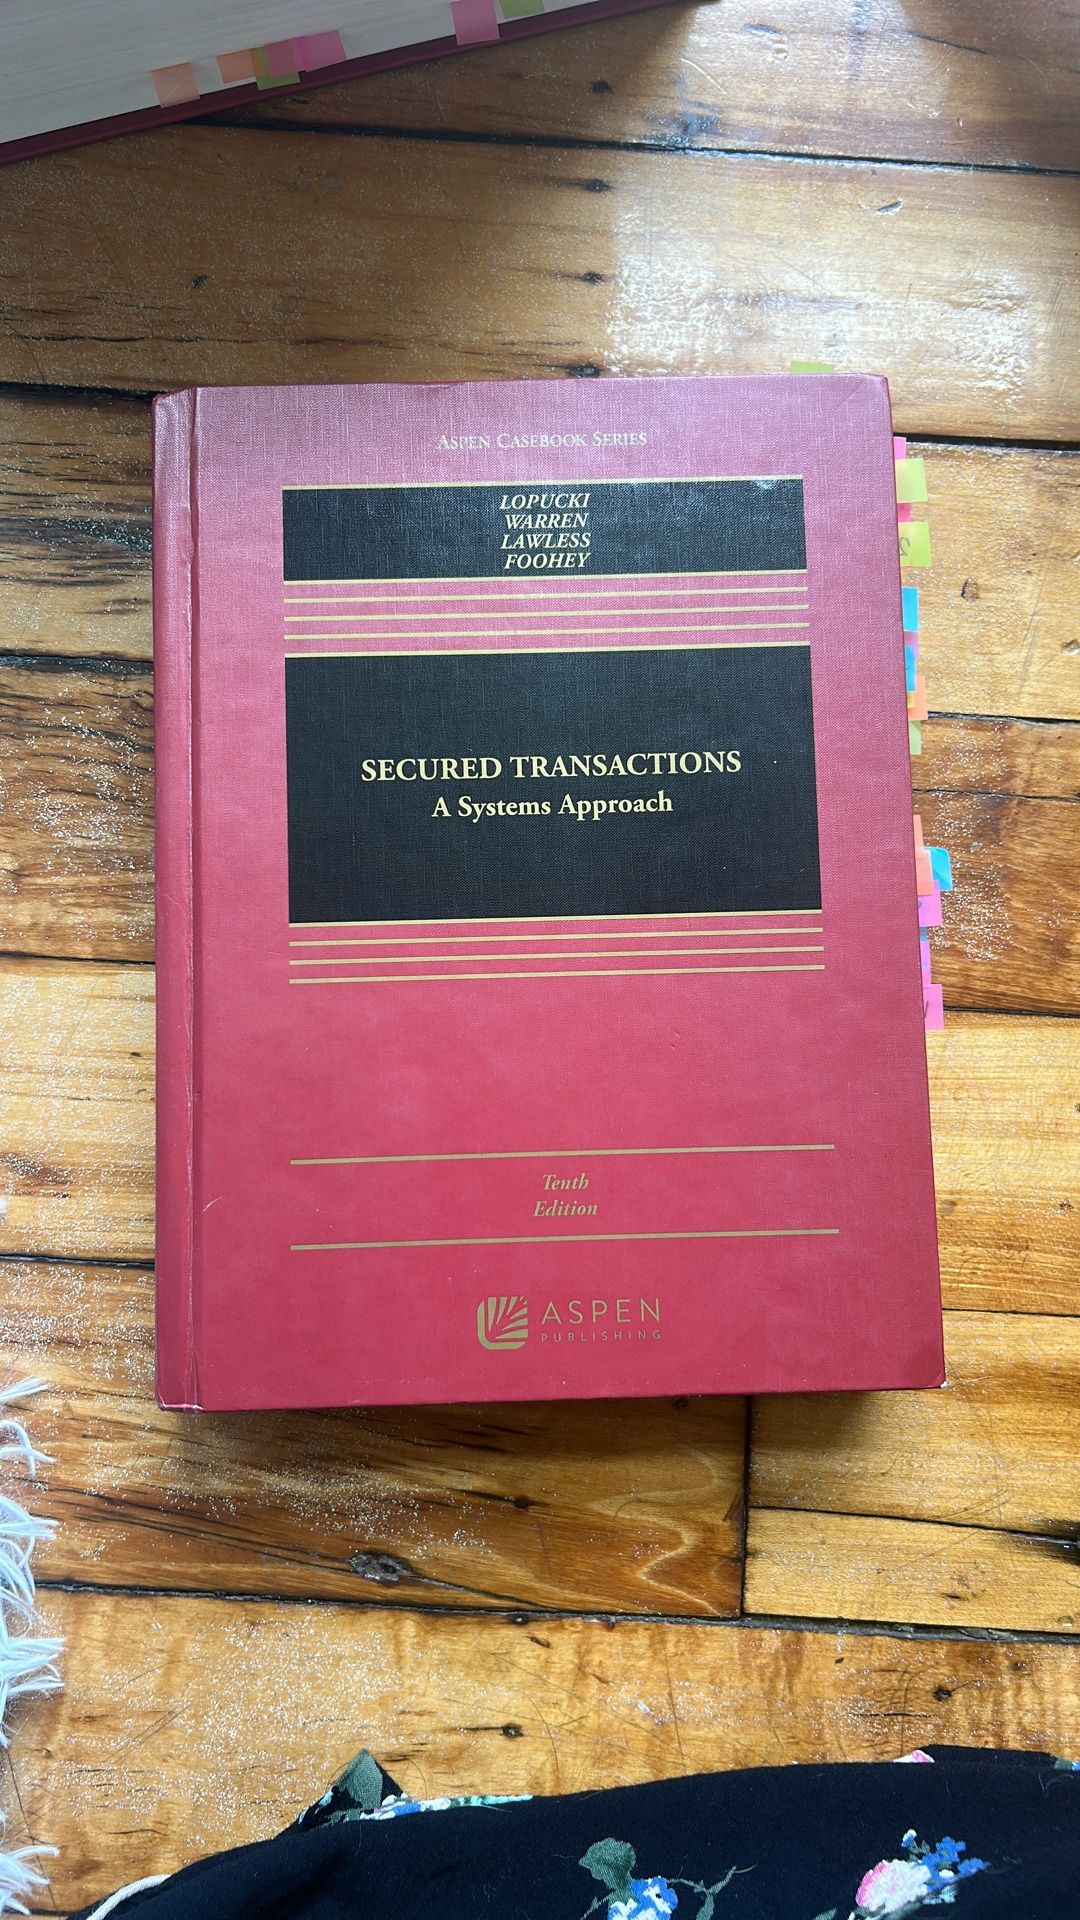 ASPEN CASEBOOK SERIES
LOPUCKI
WARREN
LAWLESS
FOOHEY
SECURED TRANSACTIONS
A Systems Approach
Tenth
Edition
ASPEN
PUBLISHING